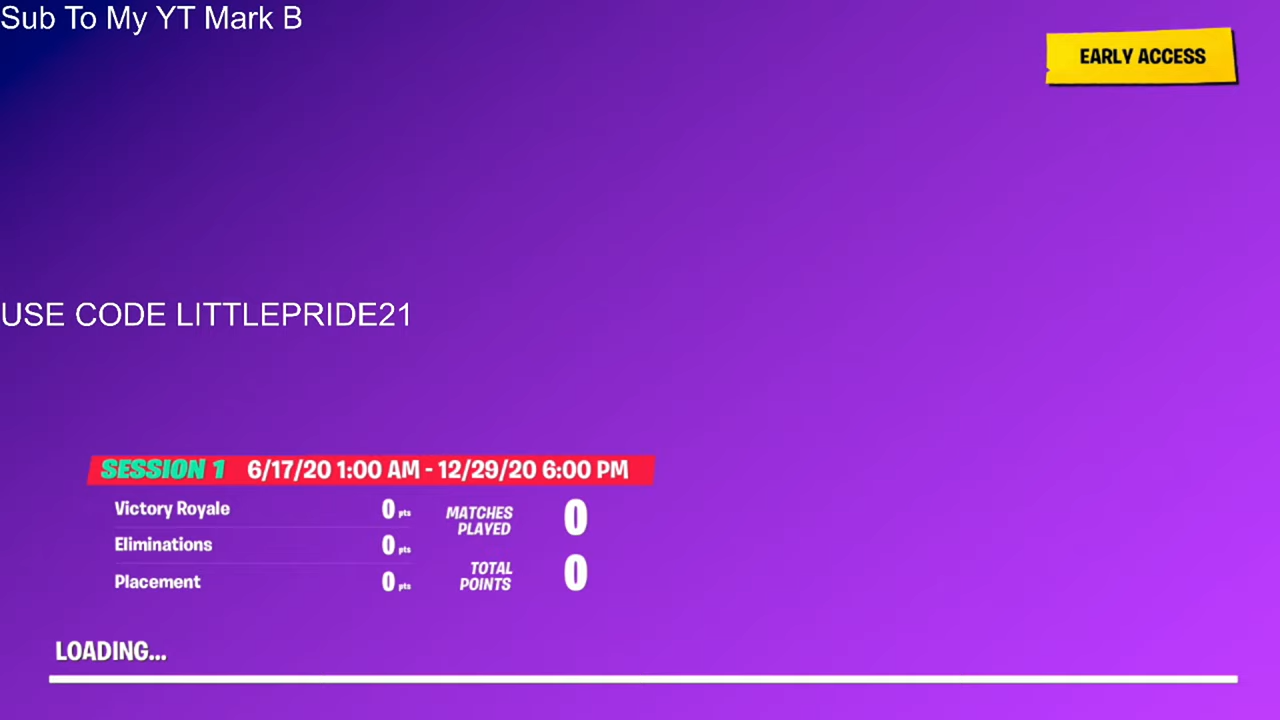 Sub To My YT Mark B
EARLY ACCESS
USE CODE LITTLEPRIDE21
SESSION 1 6/17/20 1:00 AM - 12/29/20 6:00 PM
Victory Royale 0 pts
Eliminations 0 pts
Placement 0 pts
MATCHES
PLAYED 0
TOTAL
POINTS 0
LOADING...